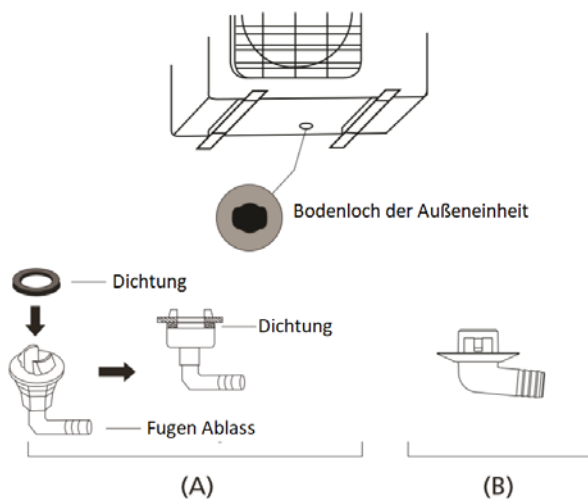 Bodenloch der Außeneinheit
Dichtung
Dichtung
Fugen Ablass
(A)
(B)